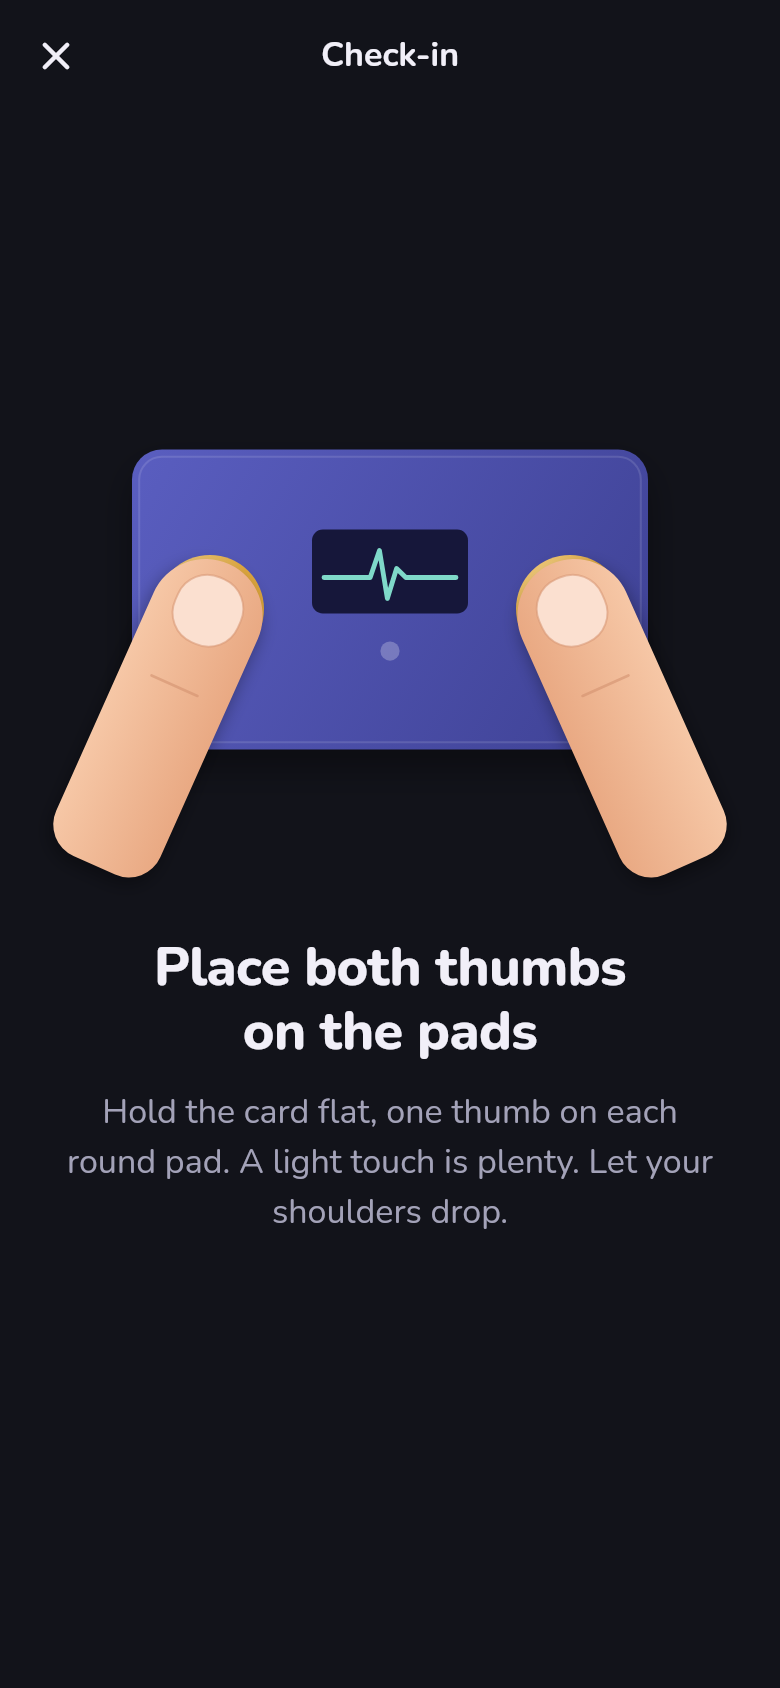 Check-in
Place both thumbs
on the pads
Hold the card flat, one thumb on each
round pad. A light touch is plenty. Let your
shoulders drop.